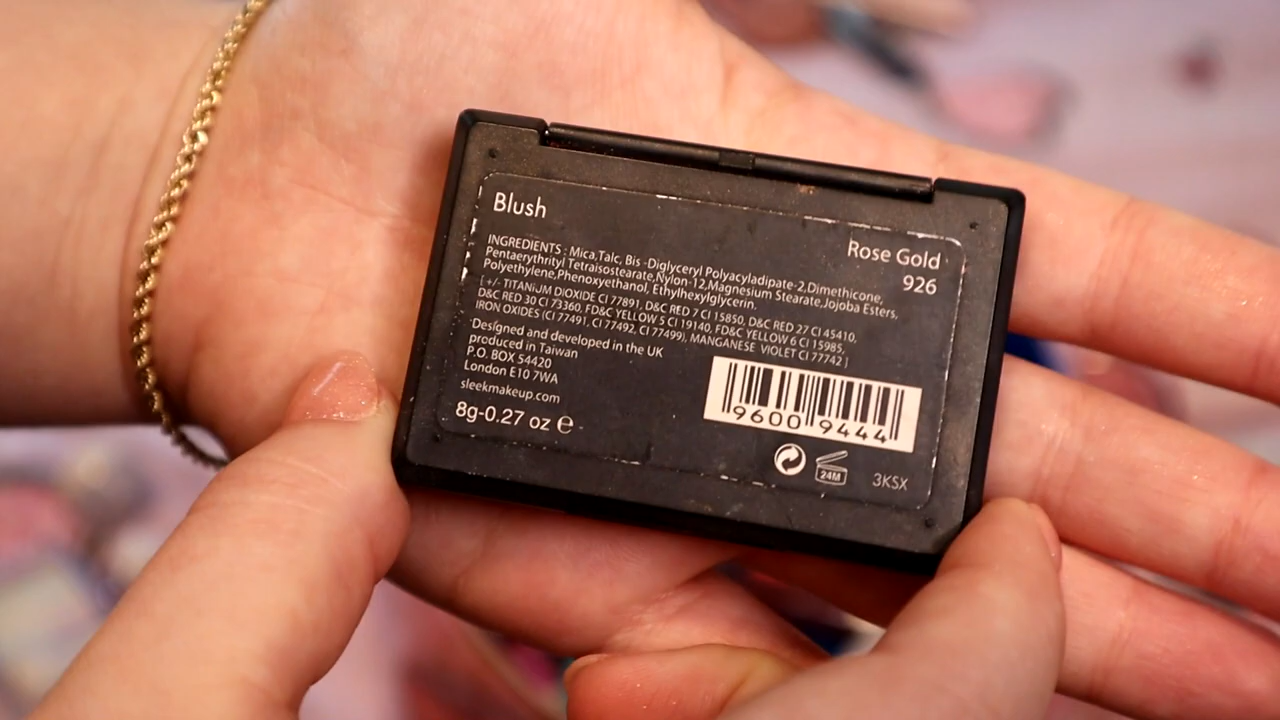 Blush
Rose Gold
926
INGREDIENTS : Mica,Talc, Bis -Diglyceryl Polyacyladipate-2,Dimethicone,
Pentaerythrityl Tetraisostearate,Nylon-12,Magnesium Stearate,Jojoba Esters,
Polyethylene,Phenoxyethanol, Ethylhexylglycerin.
[ +/- TITANIUM DIOXIDE CI 77891, D&C RED 7 CI 15850, D&C RED 27 CI 45410,
D&C RED 30 CI 73360, FD&C YELLOW 5 CI 19140, FD&C YELLOW 6 CI 15985,
IRON OXIDES (CI 77491, CI 77492, CI 77499), MANGANESE VIOLET CI 77742 ]
Designed and developed in the UK
produced in Taiwan
P.O. BOX 54420
London E10 7WA
sleekmakeup.com
8g-0.27 oz e
9600 9444
24M
3KSX